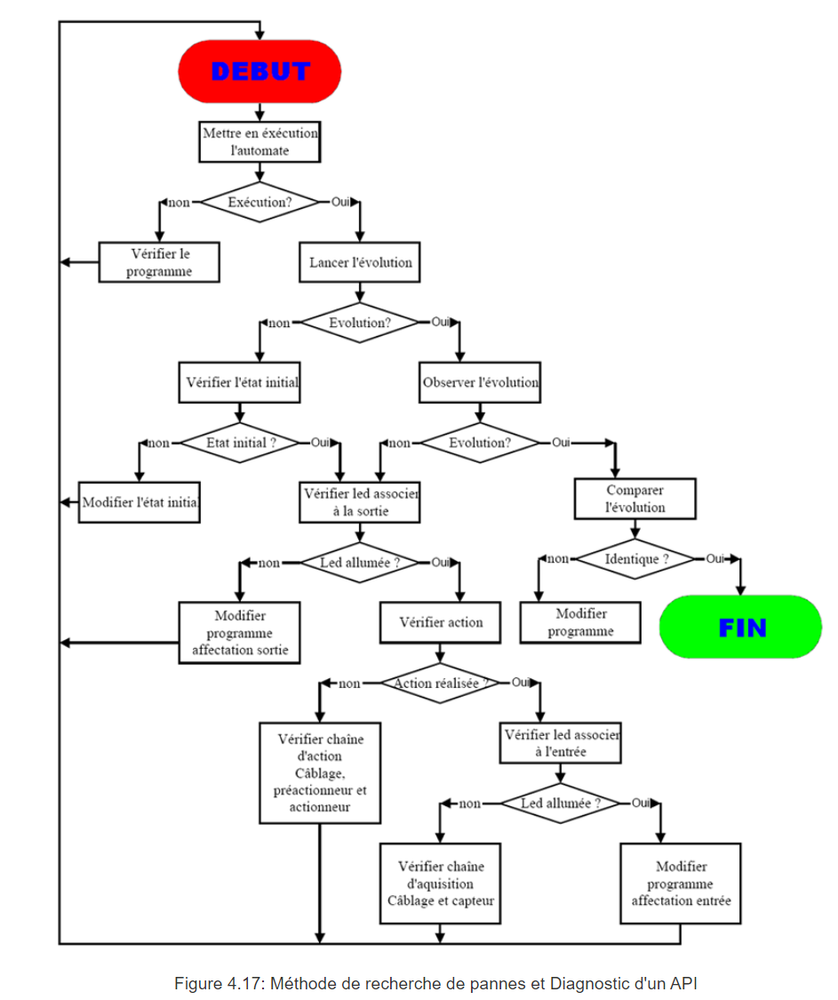 DEBUT
Mettre en éxécution
l'automate
non
Exécution?
Oui
Vérifier le
programme
Lancer l'évolution
non
Evolution?
Oui
Vérifier l'état initial
Observer l'évolution
non
Etat initial ?
Oui
non
Evolution?
Oui
Modifier l'état initial
Vérifier led associer
à la sortie
Comparer
l'évolution
non
Led allumée ?
Oui
non
Identique ?
Oui
Modifier
programme
affectation sortie
Vérifier action
Modifier
programme
FIN
non
Action réalisée ?
Oui
Vérifier chaîne
d'action
Câblage,
préactionneur et
actionneur
Vérifier led associer
à l'entrée
non
Led allumée ?
Oui
Vérifier chaîne
d'aquisition
Câblage et capteur
Modifier
programme
affectation entrée
Figure 4.17: Méthode de recherche de pannes et Diagnostic d'un API